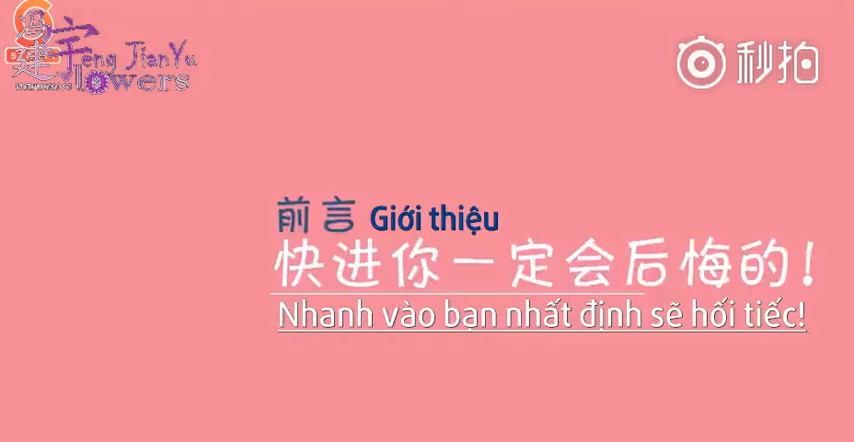 冯建宇
Feng JianYu
lowers
秒拍
前言 Giới thiệu
快进你一定会后悔的!
Nhanh vào bạn nhất định sẽ hối tiếc!